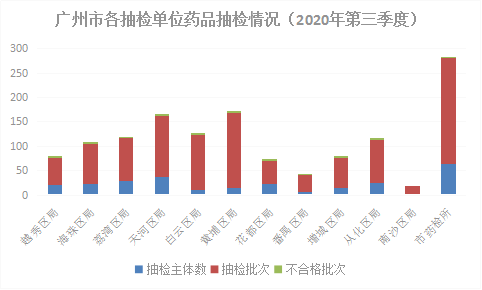 广州市各抽检单位药品抽检情况（2020年第三季度）
300
250
200
150
100
50
0
越秀区局
海珠区局
荔湾区局
天河区局
白云区局
黄埔区局
花都区局
番禺区局
增城区局
从化区局
南沙区局
市药检所
抽检主体数 抽检批次 不合格批次